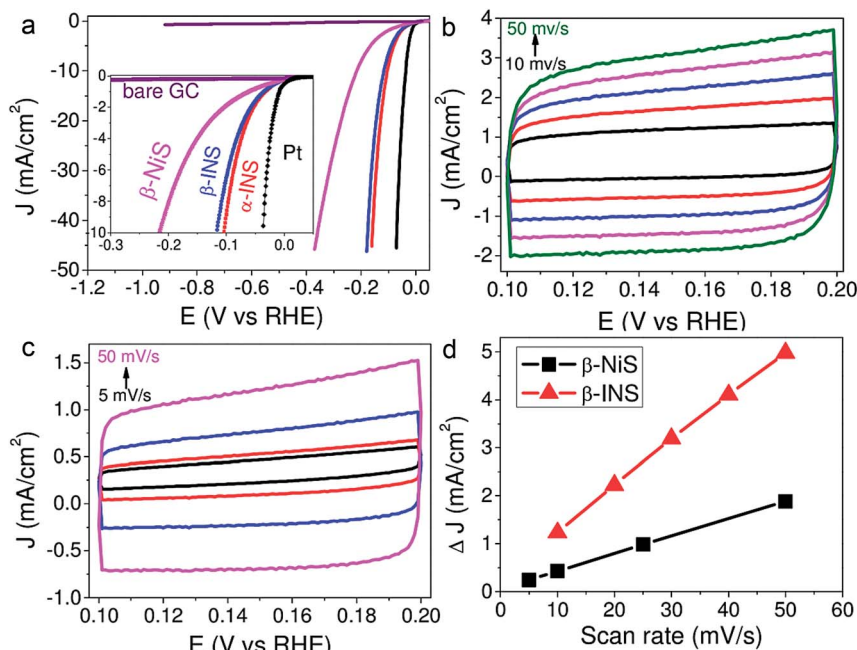 a
0
-10
-20
-30
-40
-50
J (mA/cm²)
-1.2 -1.0 -0.8 -0.6 -0.4 -0.2 0.0
E (V vs RHE)
0
-2
-4
-6
-8
-10
-0.3 -0.2 -0.1 0.0
bare GC
β-NiS
β-INS
α-INS
Pt
b
50 mv/s
10 mv/s
4
3
2
1
0
-1
-2
J (mA/cm²)
0.10 0.12 0.14 0.16 0.18 0.20
E (V vs RHE)
c
50 mV/s
5 mV/s
1.5
1.0
0.5
0.0
-0.5
-1.0
J (mA/cm²)
0.10 0.12 0.14 0.16 0.18 0.20
E (V vs RHE)
d
β-NiS
β-INS
5
4
3
2
1
0
Δ J (mA/cm²)
0 10 20 30 40 50 60
Scan rate (mV/s)